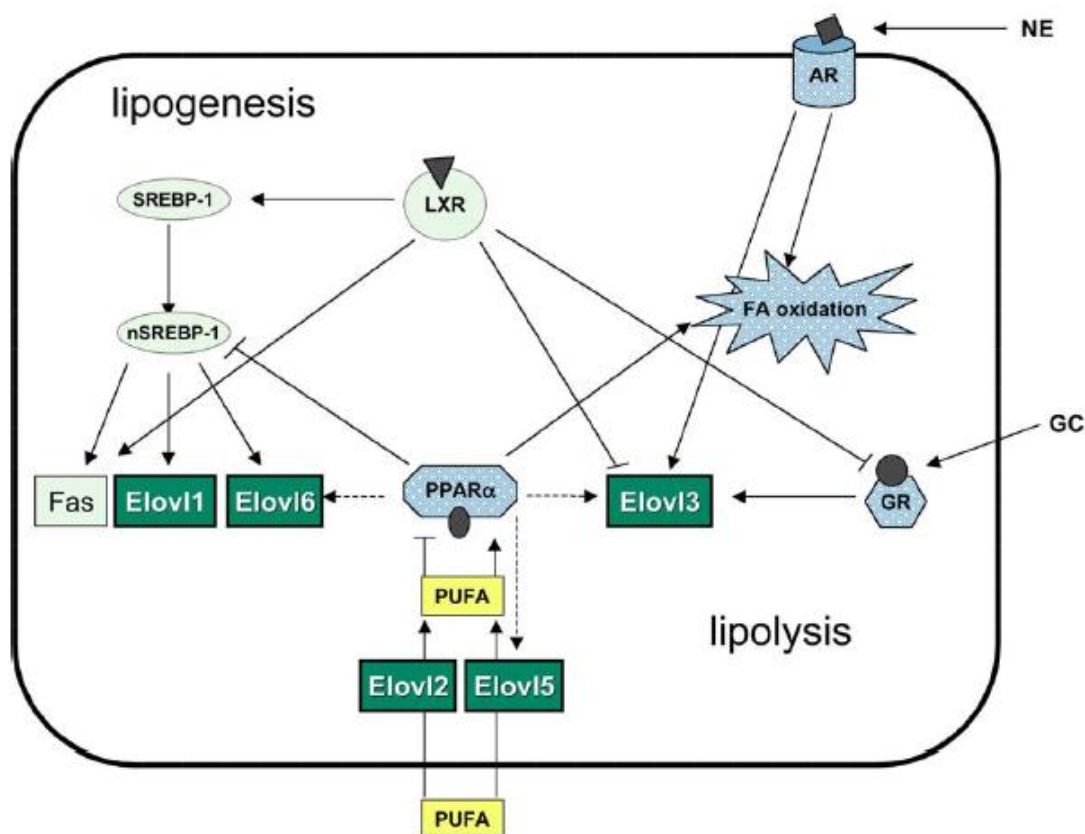 NE
AR
lipogenesis
SREBP-1
LXR
FA oxidation
nSREBP-1
GC
Fas
Elovl1
Elovl6
PPARα
Elovl3
GR
PUFA
lipolysis
Elovl2
Elovl5
PUFA